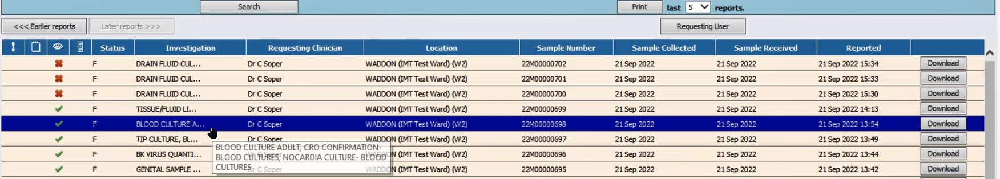 Search Print last 5 reports.
<<< Earlier reports Later reports >>> Requesting User
! Status Investigation Requesting Clinician Location Sample Number Sample Collected Sample Received Reported
F DRAIN FLUID CUL... Dr C Soper WADDON (IMT Test Ward) (W2) 22M00000702 21 Sep 2022 21 Sep 2022 21 Sep 2022 15:34 Download
F DRAIN FLUID CUL... Dr C Soper WADDON (IMT Test Ward) (W2) 22M00000701 21 Sep 2022 21 Sep 2022 21 Sep 2022 15:33 Download
F DRAIN FLUID CUL... Dr C Soper WADDON (IMT Test Ward) (W2) 22M00000700 21 Sep 2022 21 Sep 2022 21 Sep 2022 15:30 Download
F TISSUE/FLUID LI... Dr C Soper WADDON (IMT Test Ward) (W2) 22M00000699 21 Sep 2022 21 Sep 2022 21 Sep 2022 14:13 Download
F BLOOD CULTURE A... Dr C Soper WADDON (IMT Test Ward) (W2) 22M00000698 21 Sep 2022 21 Sep 2022 21 Sep 2022 13:54 Download
F TIP CULTURE, BL... Dr C Soper WADDON (IMT Test Ward) (W2) 22M00000697 21 Sep 2022 21 Sep 2022 21 Sep 2022 13:49 Download
BLOOD CULTURE ADULT, CRO CONFIRMATION-
BLOOD CULTURES, NOCARDIA CULTURE- BLOOD
CULTURES
F BK VIRUS QUANTI... Dr C Soper WADDON (IMT Test Ward) (W2) 22M00000696 21 Sep 2022 21 Sep 2022 21 Sep 2022 13:44 Download
F GENITAL SAMPLE ... Dr C Soper WADDON (IMT Test Ward) (W2) 22M00000695 21 Sep 2022 21 Sep 2022 21 Sep 2022 13:42 Download